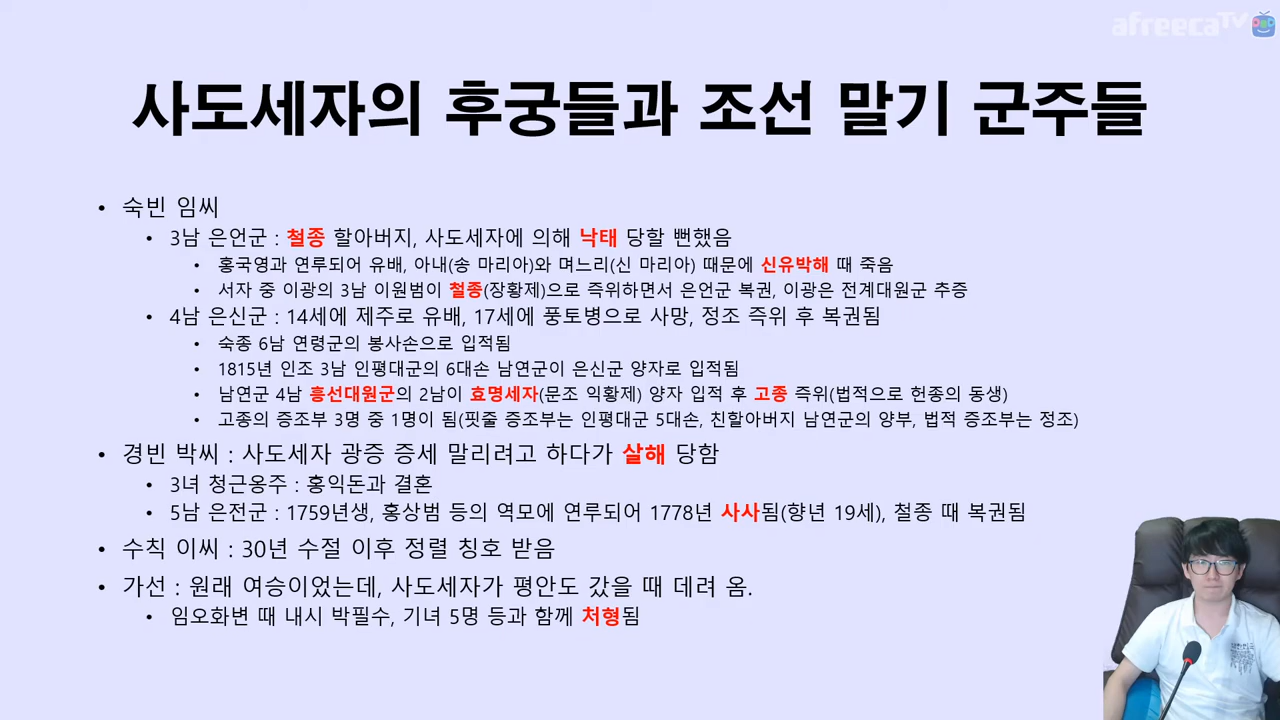 afreecaTV
사도세자의 후궁들과 조선 말기 군주들
• 숙빈 임씨
• 3남 은언군 : 철종 할아버지, 사도세자에 의해 낙태 당할 뻔했음
• 홍국영과 연루되어 유배, 아내(송 마리아)와 며느리(신 마리아) 때문에 신유박해 때 죽음
• 서자 중 이광의 3남 이원범이 철종(장황제)으로 즉위하면서 은언군 복권, 이광은 전계대원군 추증
• 4남 은신군 : 14세에 제주로 유배, 17세에 풍토병으로 사망, 정조 즉위 후 복권됨
• 숙종 6남 연령군의 봉사손으로 입적됨
• 1815년 인조 3남 인평대군의 6대손 남연군이 은신군 양자로 입적됨
• 남연군 4남 흥선대원군의 2남이 효명세자(문조 익황제) 양자 입적 후 고종 즉위(법적으로 헌종의 동생)
• 고종의 증조부 3명 중 1명이 됨(핏줄 증조부는 인평대군 5대손, 친할아버지 남연군의 양부, 법적 증조부는 정조)
• 경빈 박씨 : 사도세자 광증 증세 말리려고 하다가 살해 당함
• 3녀 청근옹주 : 홍익돈과 결혼
• 5남 은전군 : 1759년생, 홍상범 등의 역모에 연루되어 1778년 사사됨(향년 19세), 철종 때 복권됨
• 수칙 이씨 : 30년 수절 이후 정렬 칭호 받음
• 가선 : 원래 여승이었는데, 사도세자가 평안도 갔을 때 데려 옴.
• 임오화변 때 내시 박필수, 기녀 5명 등과 함께 처형됨